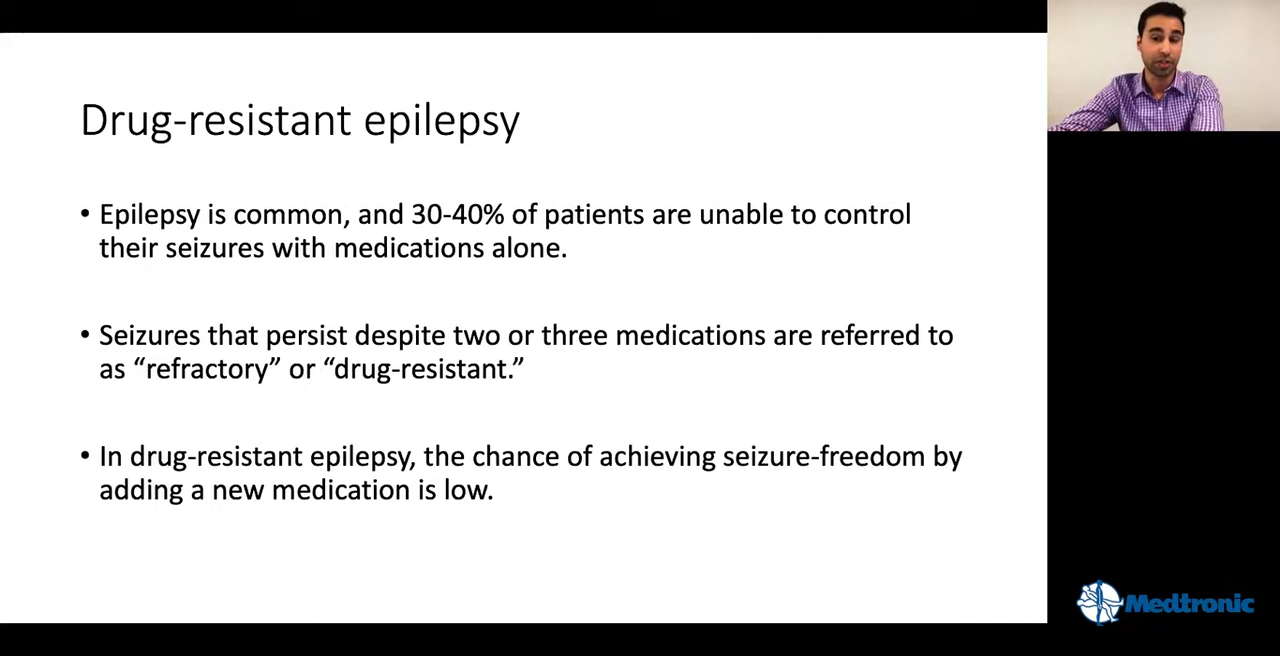 Drug-resistant epilepsy
• Epilepsy is common, and 30-40% of patients are unable to control
their seizures with medications alone.
• Seizures that persist despite two or three medications are referred to
as “refractory” or “drug-resistant.”
• In drug-resistant epilepsy, the chance of achieving seizure-freedom by
adding a new medication is low.
Medtronic